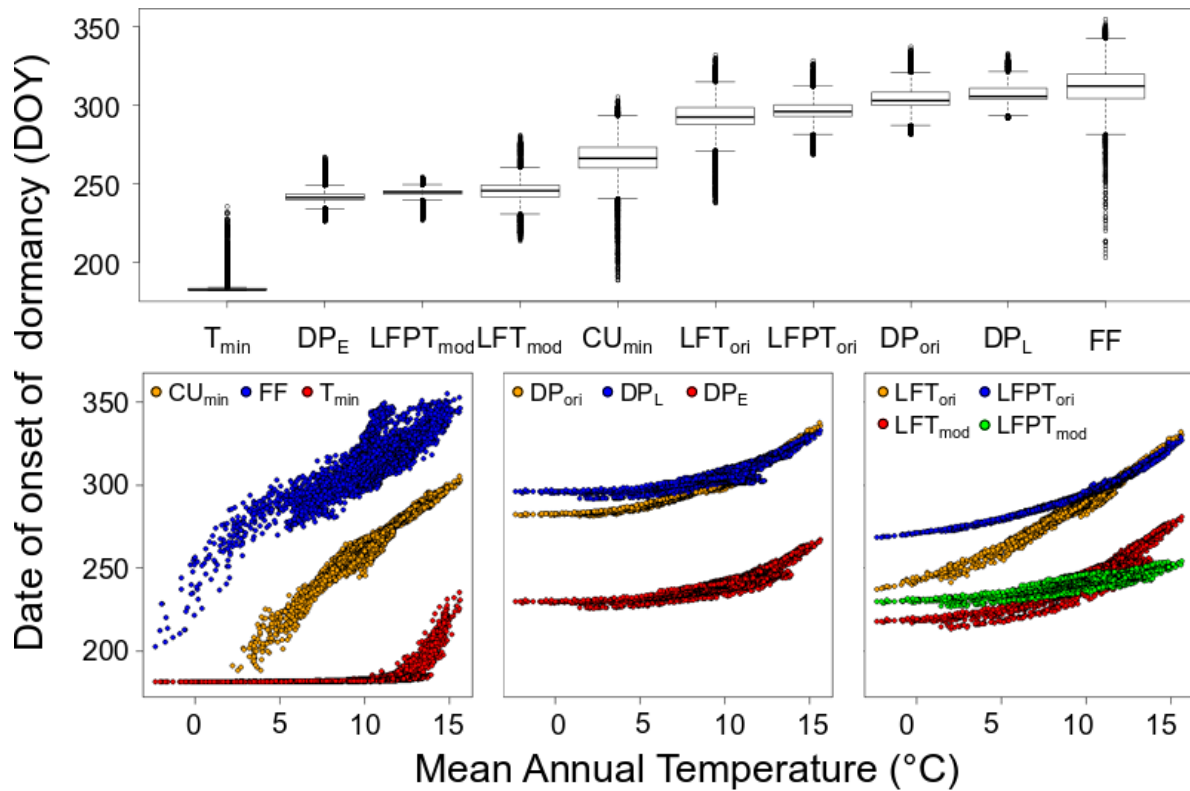 Date of onset of dormancy (DOY)
350
300
250
200
Tmin DPE LFPTmod LFTmod CUmin LFTori LFPTori DPori DPL FF
350
300
250
200
CUmin FF Tmin
DPori DPL DPE
LFTori LFPTori
LFTmod LFPTmod
0 5 10 15 0 5 10 15 0 5 10 15
Mean Annual Temperature (°C)